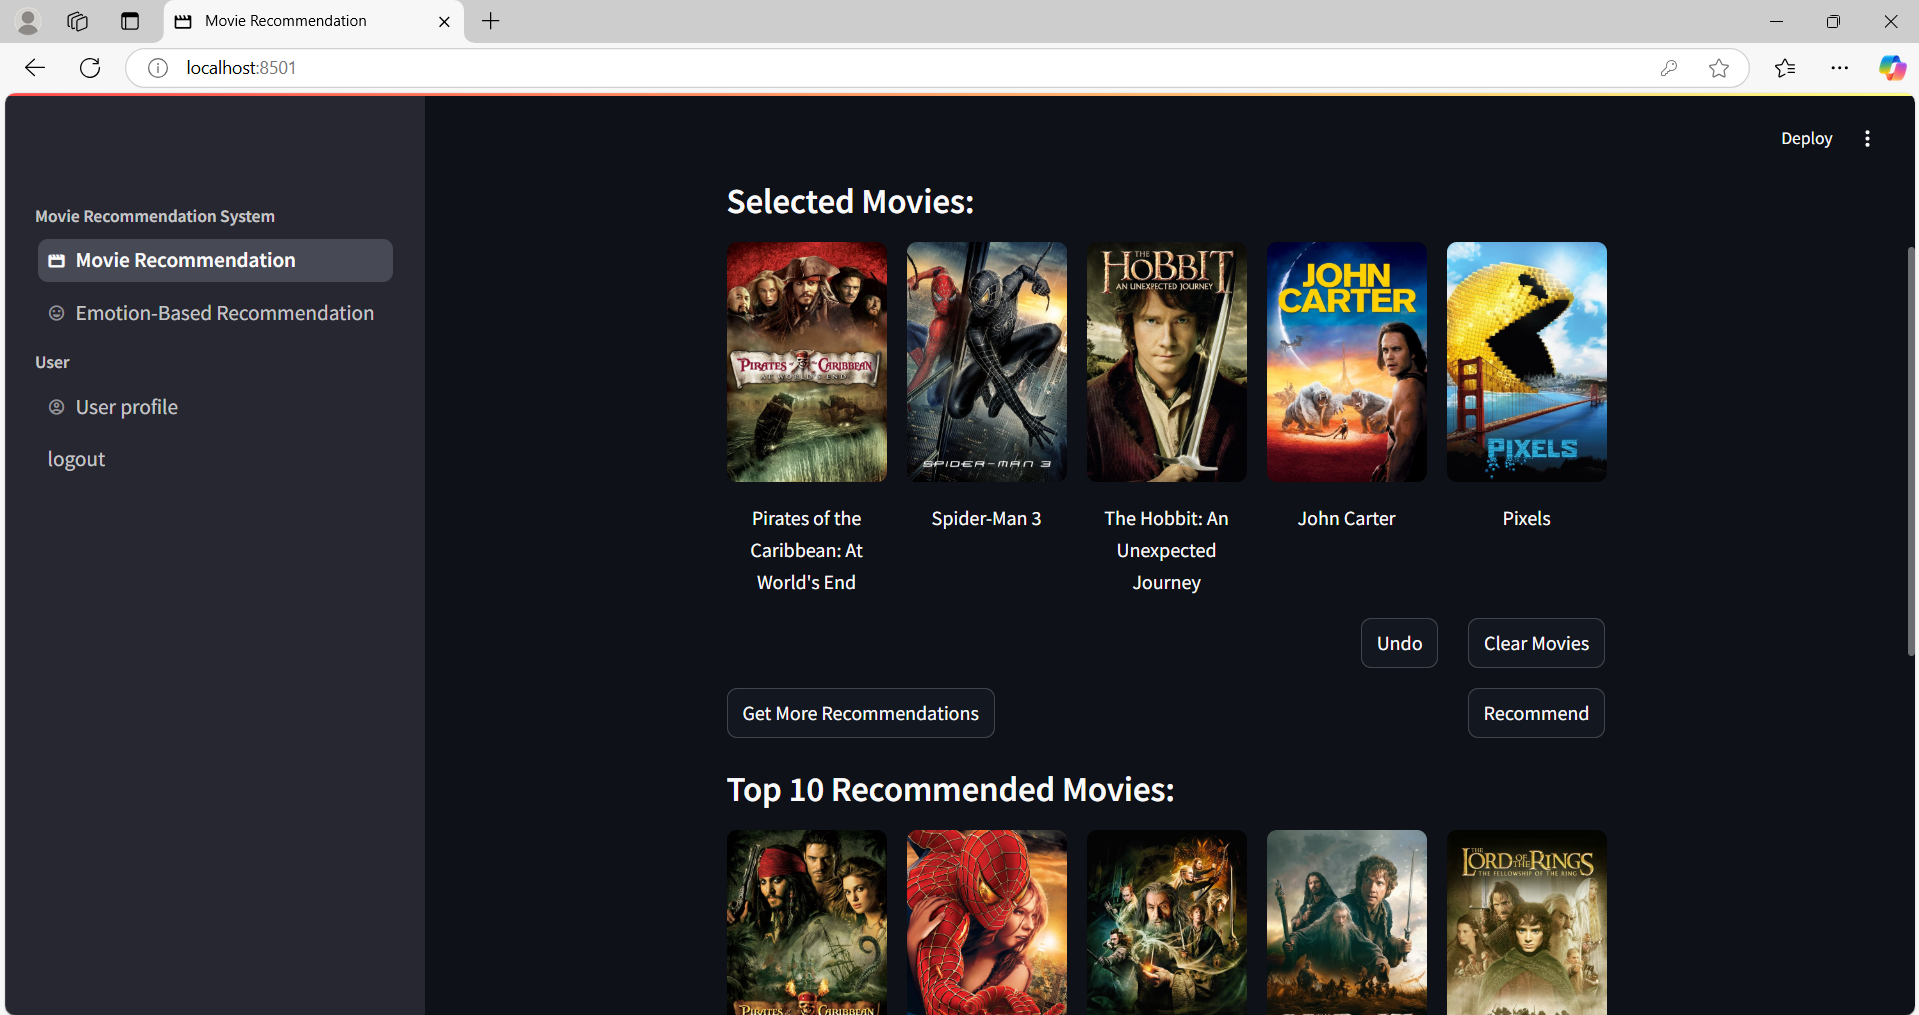 Movie Recommendation
localhost:8501
Deploy
Movie Recommendation System
Movie Recommendation
Emotion-Based Recommendation
User
User profile
logout
Selected Movies:
PIRATES OF THE CARIBBEAN
AT WORLD'S END
SPIDER-MAN 3
THE
HOBBIT
AN UNEXPECTED JOURNEY
JOHN
CARTER
PIXELS
Pirates of the
Caribbean: At
World's End
Spider-Man 3
The Hobbit: An
Unexpected
Journey
John Carter
Pixels
Undo
Clear Movies
Get More Recommendations
Recommend
Top 10 Recommended Movies:
PIRATES OF THE CARIBBEAN
THE
LORD OF THE RINGS
THE FELLOWSHIP OF THE RING